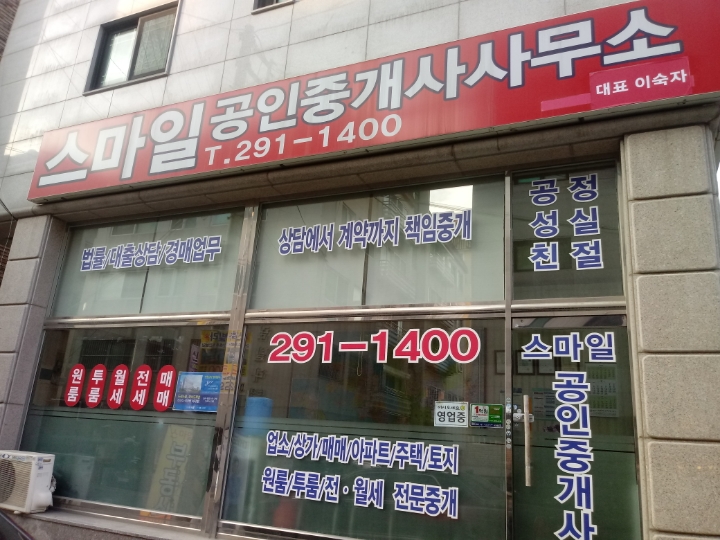 스마일공인중개사사무소
T.291-1400
대표 이숙자
법률/대출상담/경매업무
상담에서 계약까지 책임중개
공정
성실
친절
291-1400
스마일
공인중개사
원룸 투룸 월세 전세 매매
영업중
업소/상가/매매/아파트/주택/토지
원룸/투룸/전·월세 전문중개